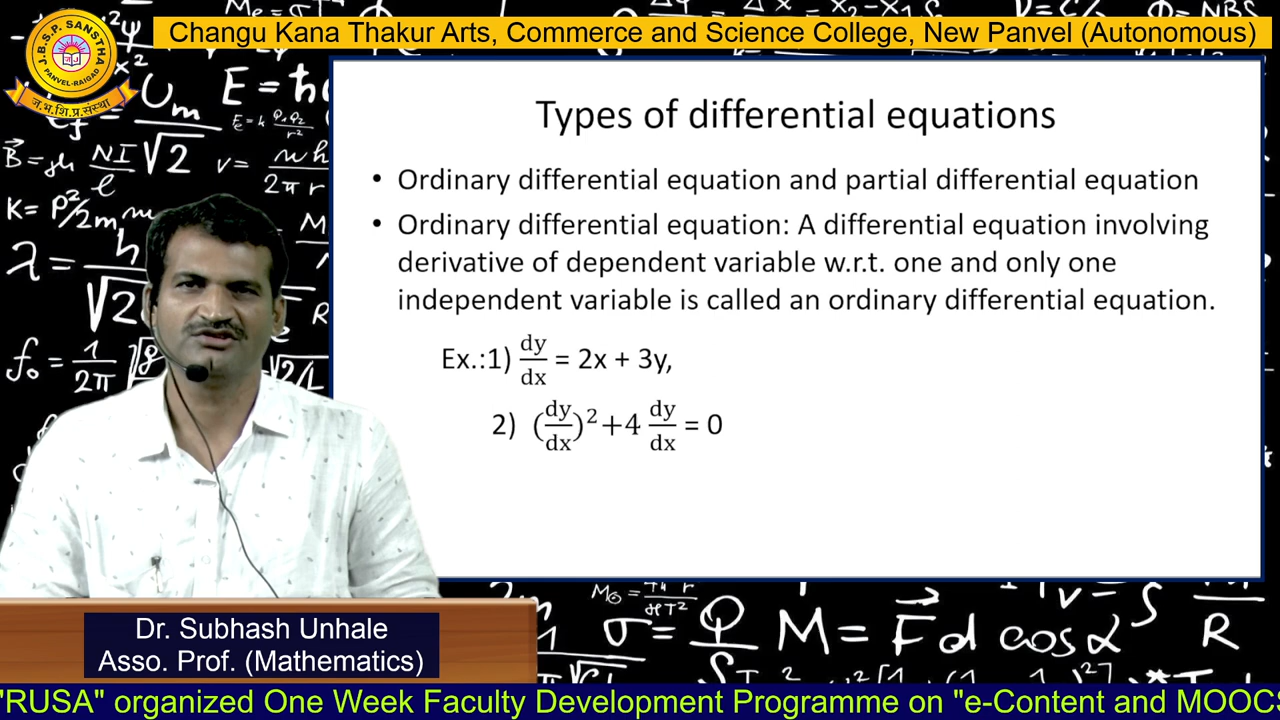 Changu Kana Thakur Arts, Commerce and Science College, New Panvel (Autonomous)
J.B.S.P. SANSTHA
PANVEL-RAIGAD
ज.भ.शि.प्र.संस्था
Types of differential equations
• Ordinary differential equation and partial differential equation
• Ordinary differential equation: A differential equation involving
derivative of dependent variable w.r.t. one and only one
independent variable is called an ordinary differential equation.
Ex.:1) dy/dx = 2x + 3y,
2) (dy/dx)² + 4 dy/dx = 0
Dr. Subhash Unhale
Asso. Prof. (Mathematics)
"RUSA" organized One Week Faculty Development Programme on "e-Content and MOOCS